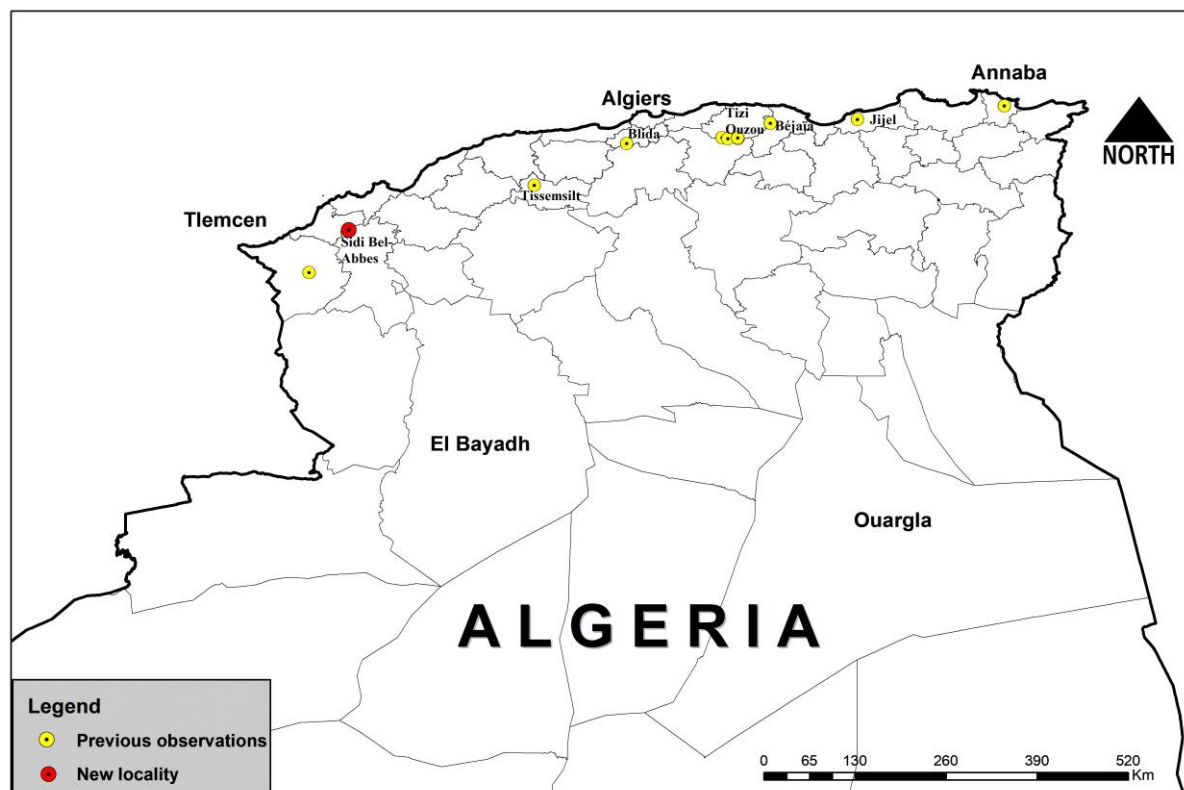 Annaba
Algiers
Tizi
Ouzou
Béjaïa
Jijel
Blida
NORTH
Tissemsilt
Tlemcen
Sidi Bel-
Abbes
El Bayadh
Ouargla
ALGERIA
Legend
Previous observations
New locality
0 65 130 260 390 520
Km